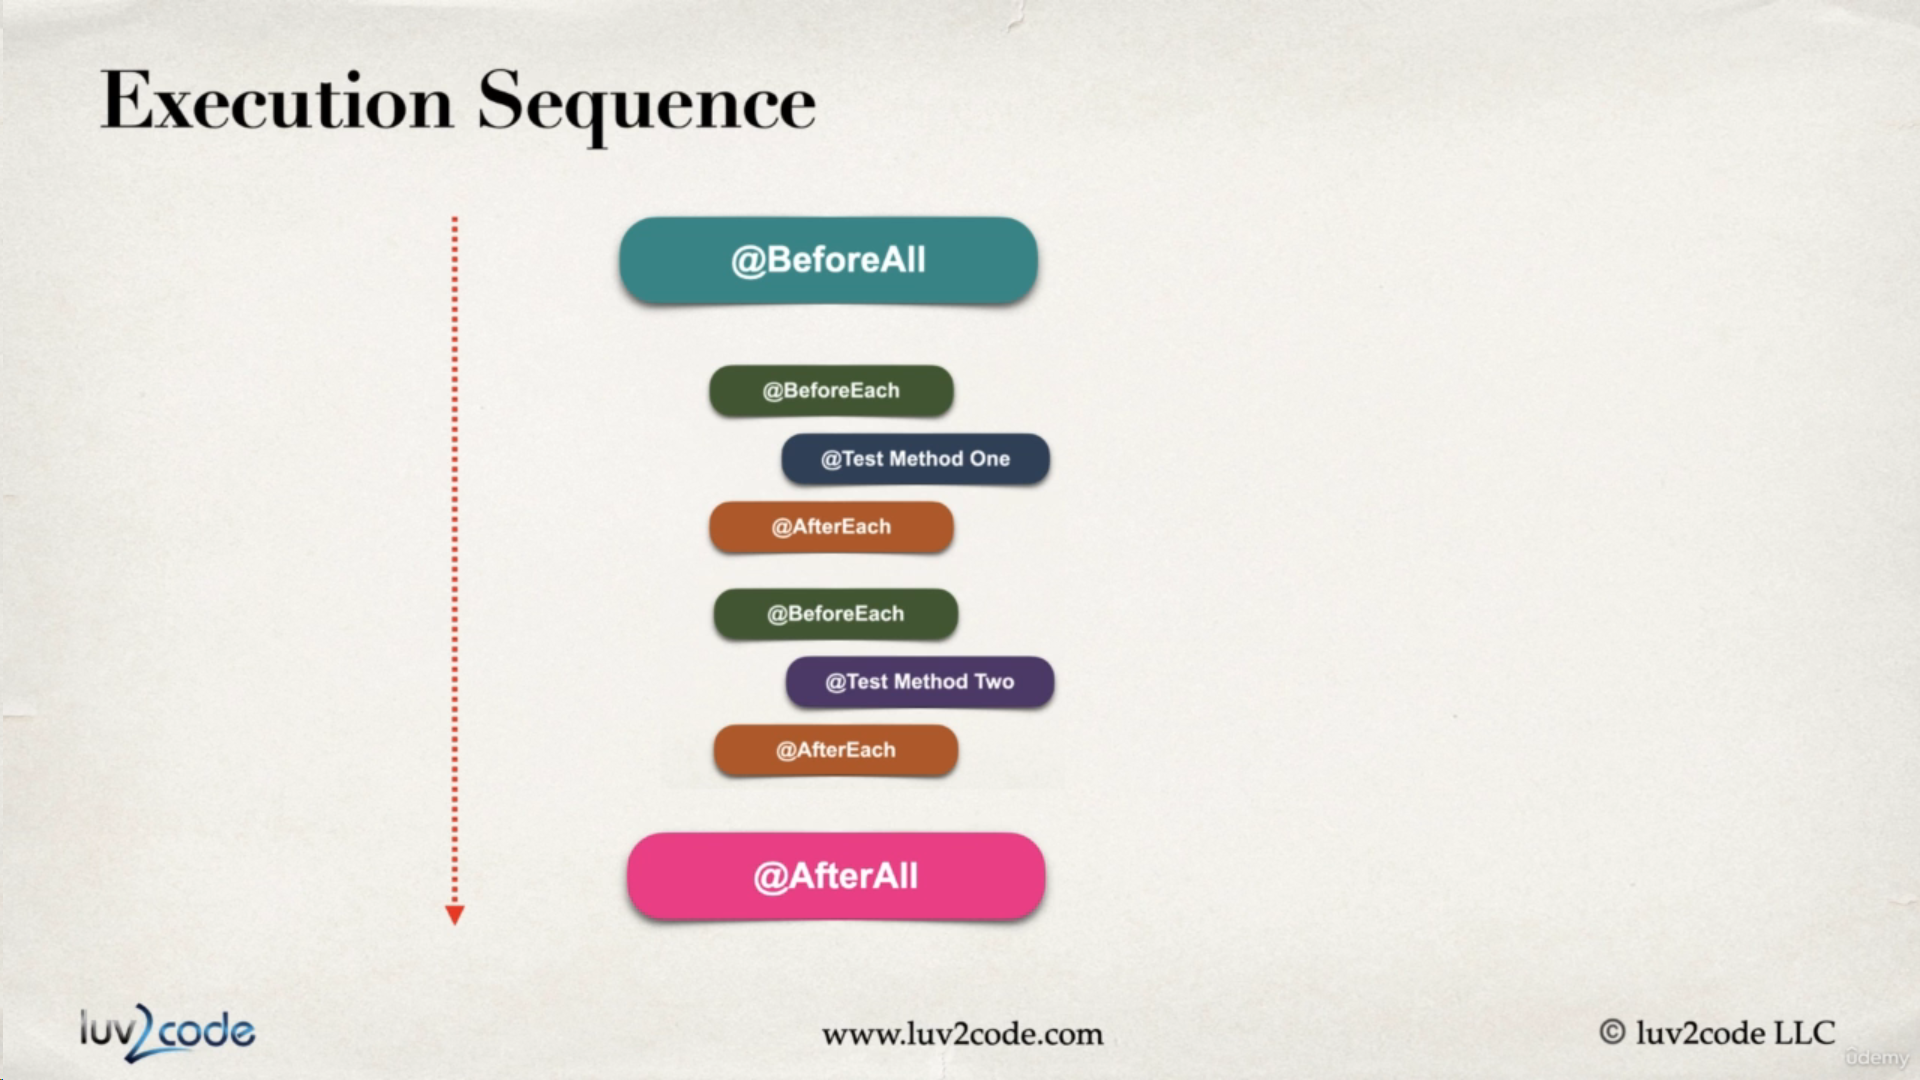 Execution Sequence
@BeforeAll
@BeforeEach
@Test Method One
@AfterEach
@BeforeEach
@Test Method Two
@AfterEach
@AfterAll
luv2code
www.luv2code.com
© luv2code LLC
ûdemy